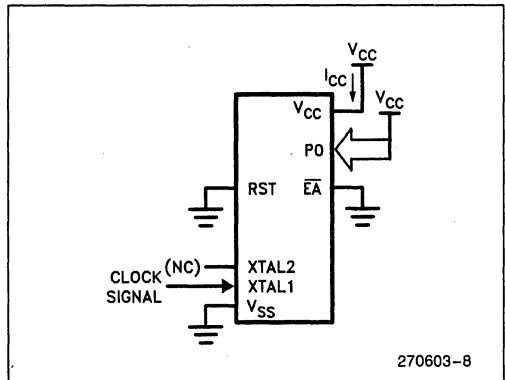 VCC
ICC
VCC
VCC
P0
RST
EA
(NC)
XTAL2
CLOCK
SIGNAL
XTAL1
VSS
270603-8